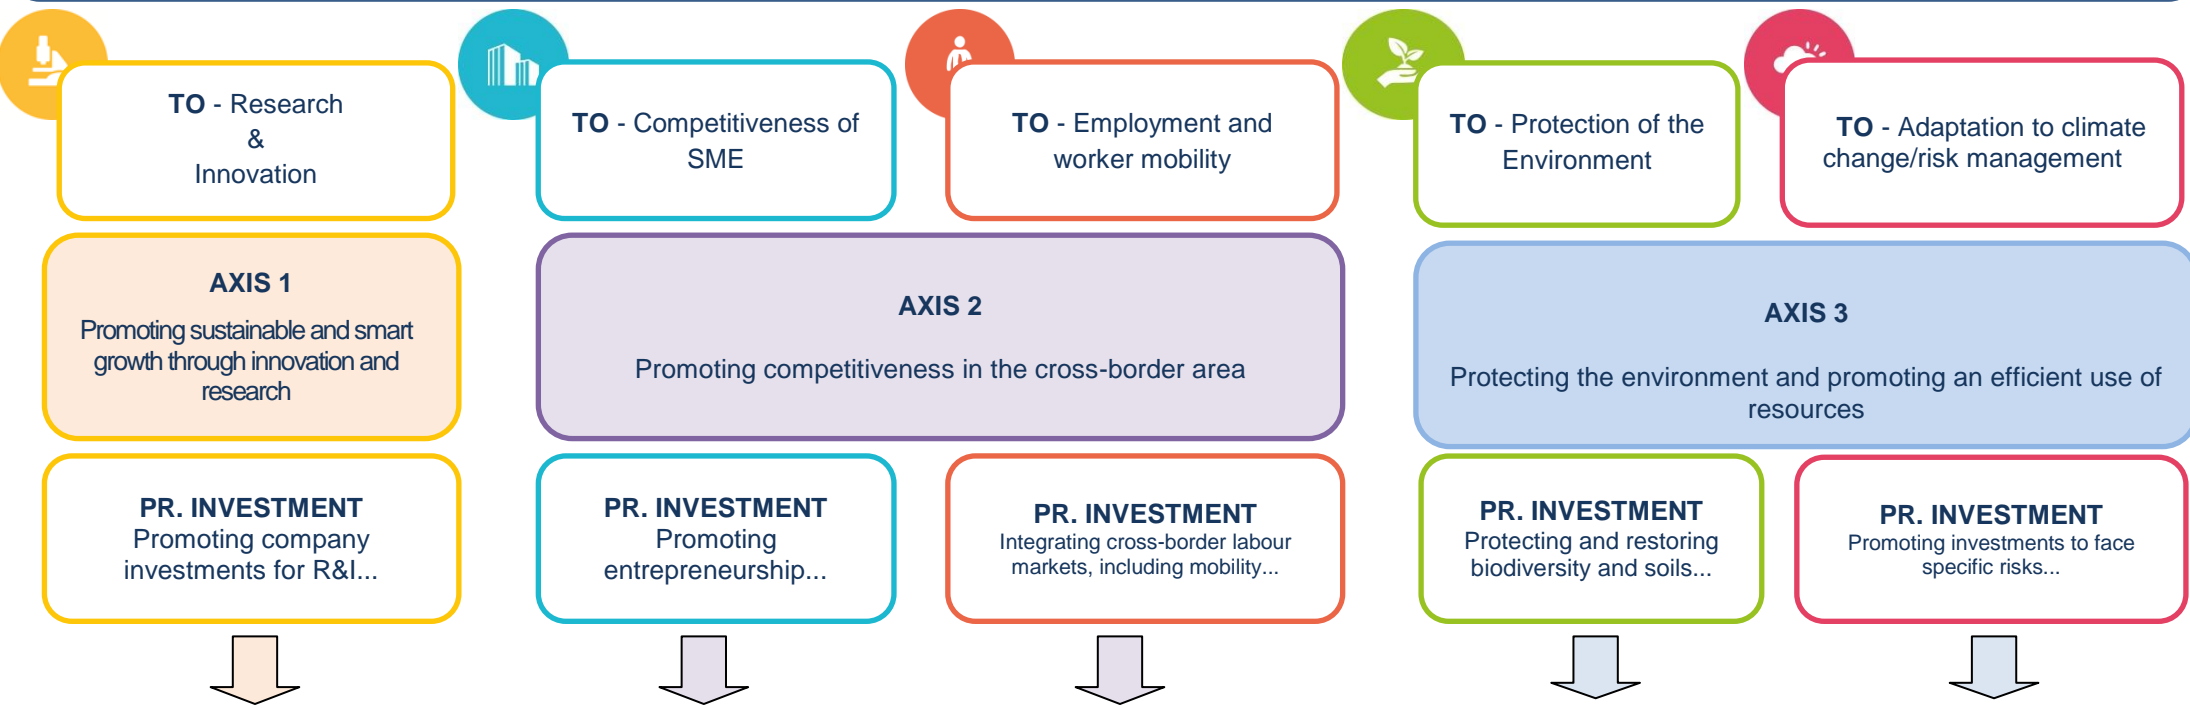 TO - Research
&
Innovation
TO - Competitiveness of
SME
TO - Employment and
worker mobility
TO - Protection of the
Environment
TO - Adaptation to climate
change/risk management
AXIS 1
Promoting sustainable and smart
growth through innovation and
research
AXIS 2
Promoting competitiveness in the cross-border area
AXIS 3
Protecting the environment and promoting an efficient use of
resources
PR. INVESTMENT
Promoting company
investments for R&I...
PR. INVESTMENT
Promoting
entrepreneurship...
PR. INVESTMENT
Integrating cross-border labour
markets, including mobility...
PR. INVESTMENT
Protecting and restoring
biodiversity and soils...
PR. INVESTMENT
Promoting investments to face
specific risks...